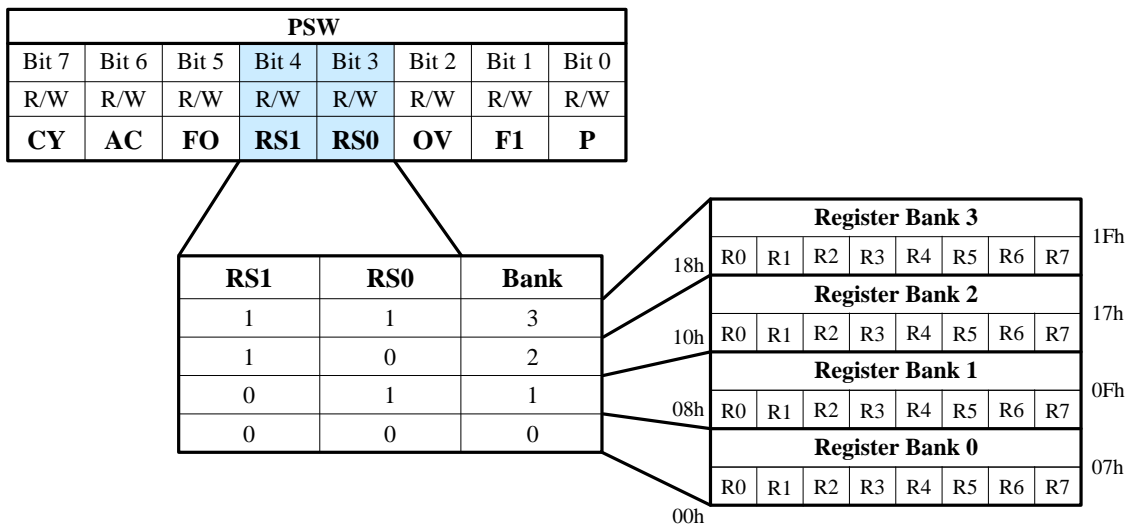 PSW
Bit 7 Bit 6 Bit 5 Bit 4 Bit 3 Bit 2 Bit 1 Bit 0
R/W R/W R/W R/W R/W R/W R/W R/W
CY AC FO RS1 RS0 OV F1 P
RS1 RS0 Bank
1 1 3
1 0 2
0 1 1
0 0 0
Register Bank 3
1Fh
18h R0 R1 R2 R3 R4 R5 R6 R7
Register Bank 2
17h
10h R0 R1 R2 R3 R4 R5 R6 R7
Register Bank 1
0Fh
08h R0 R1 R2 R3 R4 R5 R6 R7
Register Bank 0
07h
R0 R1 R2 R3 R4 R5 R6 R7
00h